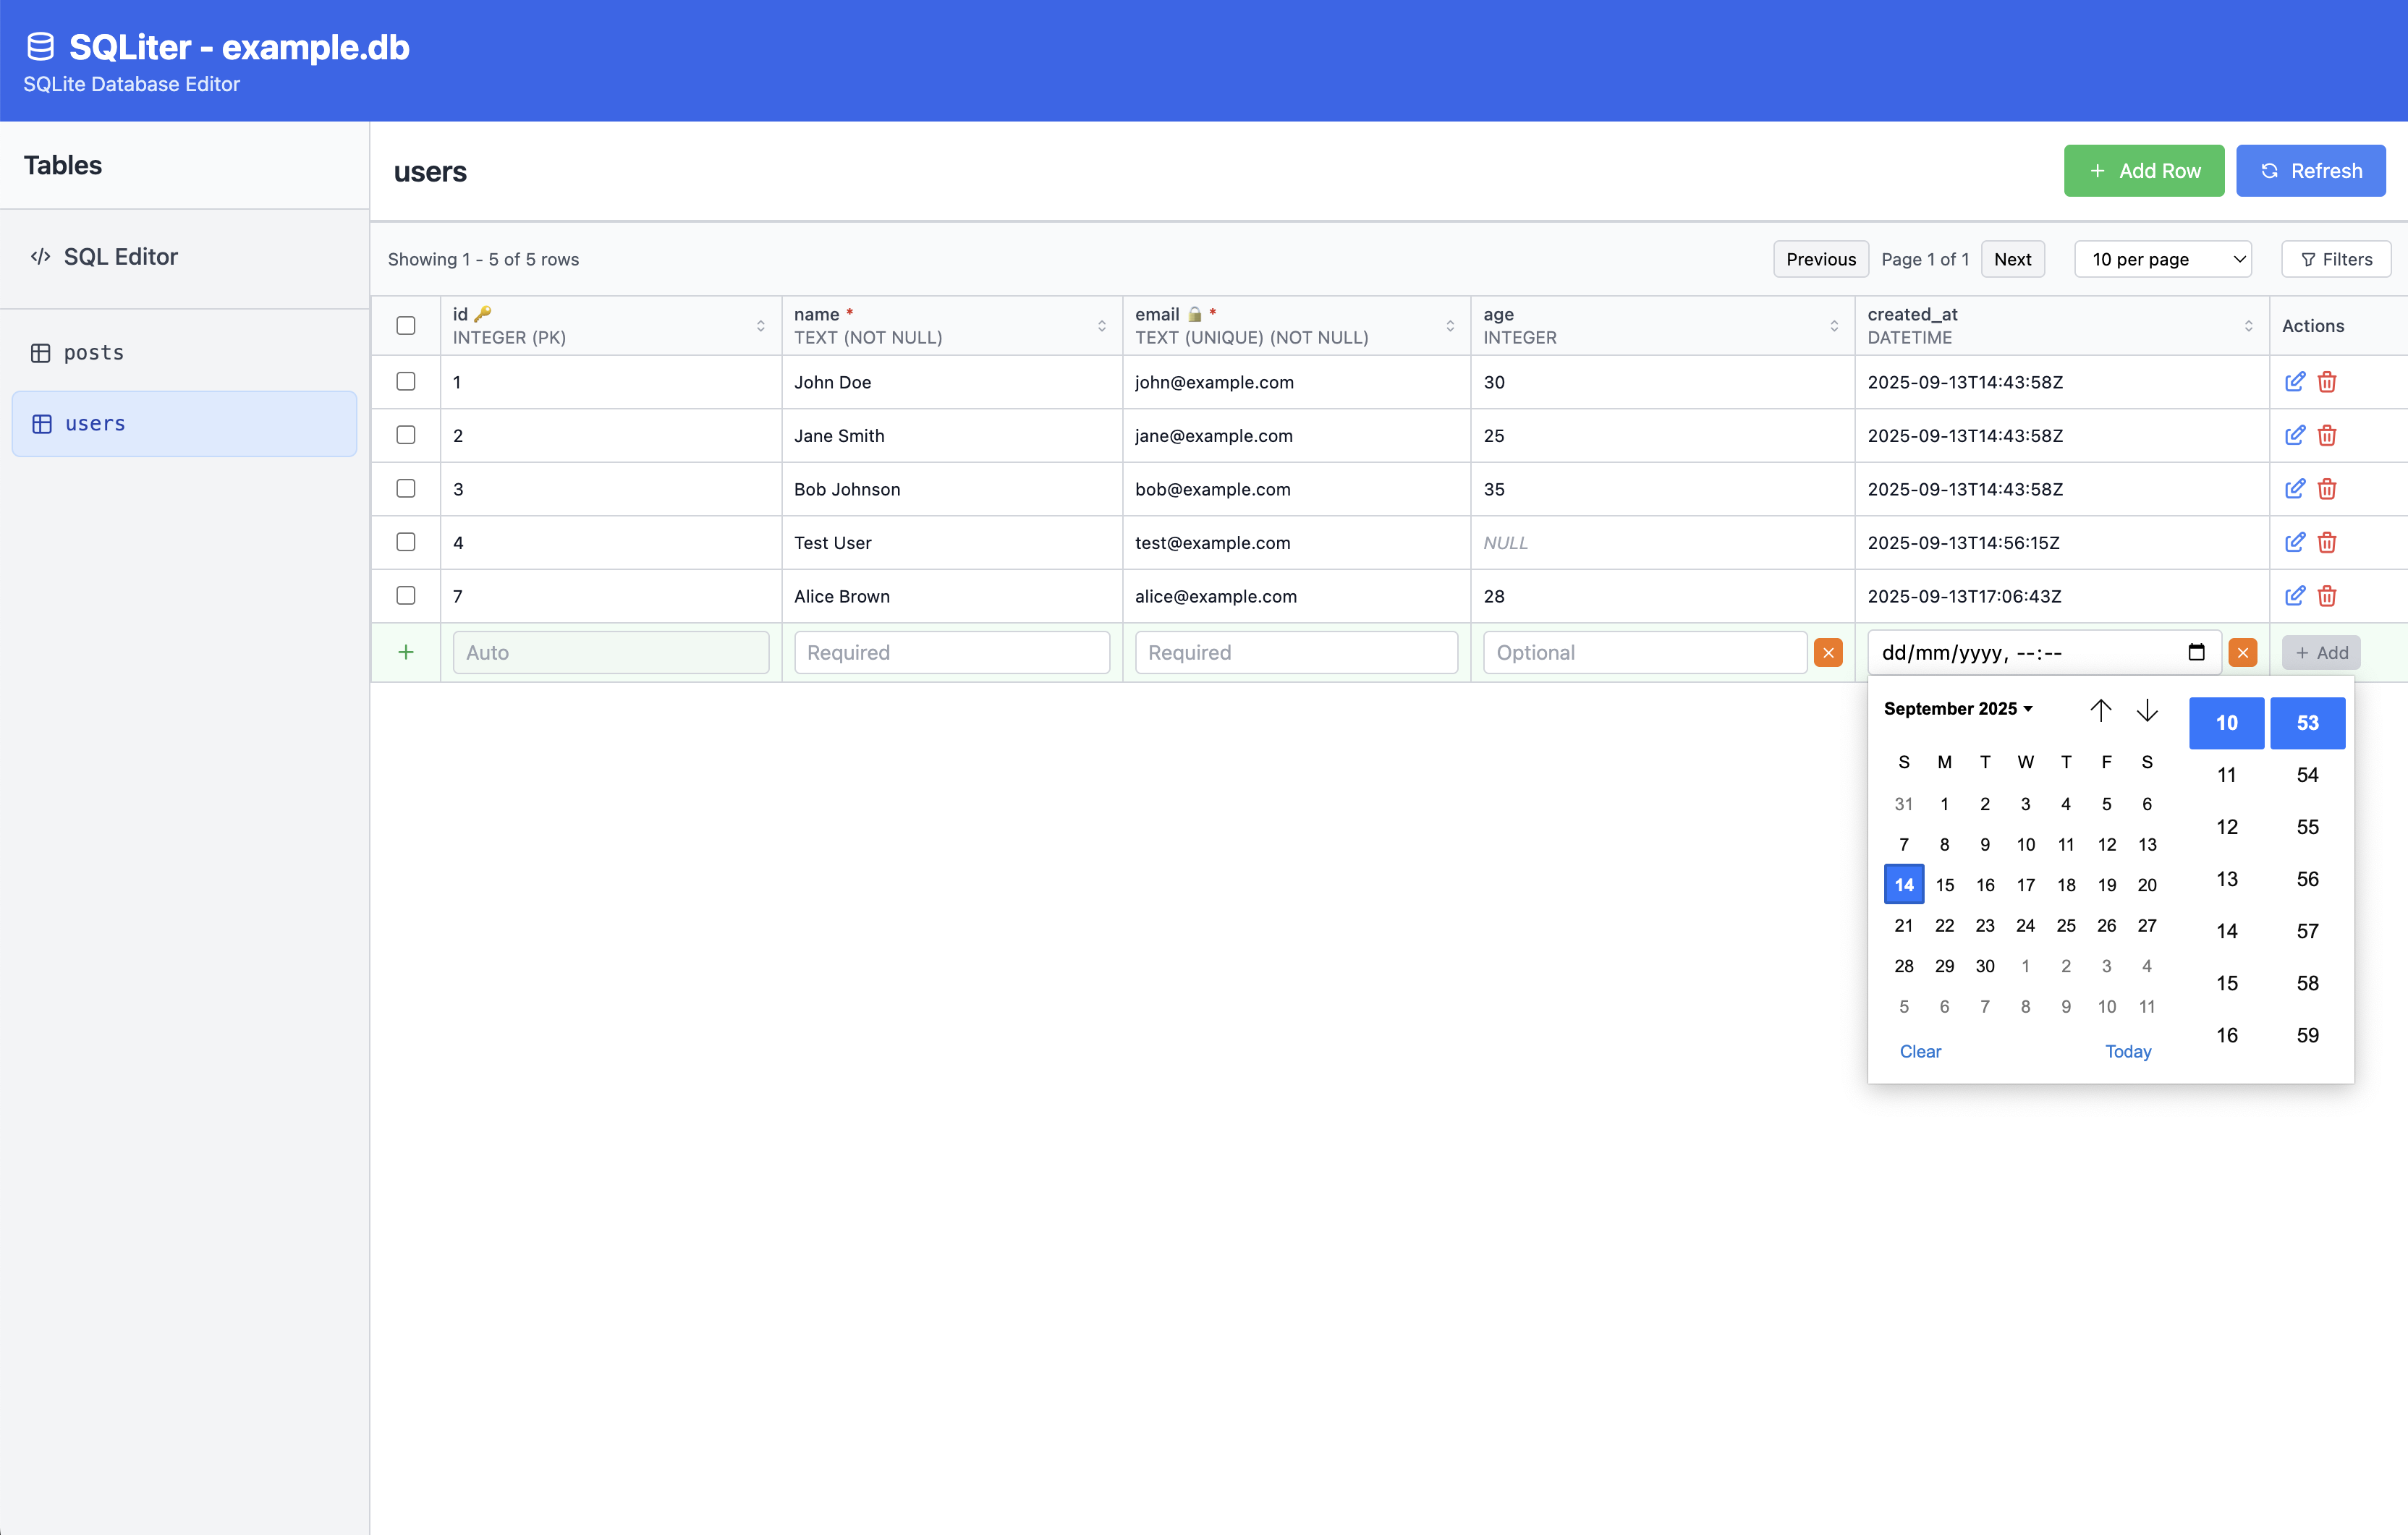 SQLiter - example.db
SQLite Database Editor
Tables
SQL Editor
posts
users
users
+ Add Row
Refresh
Showing 1 - 5 of 5 rows
Previous Page 1 of 1 Next 10 per page Filters
id name * email * age created_at Actions
INTEGER (PK) TEXT (NOT NULL) TEXT (UNIQUE) (NOT NULL) INTEGER DATETIME
1 John Doe john@example.com 30 2025-09-13T14:43:58Z
2 Jane Smith jane@example.com 25 2025-09-13T14:43:58Z
3 Bob Johnson bob@example.com 35 2025-09-13T14:43:58Z
4 Test User test@example.com NULL 2025-09-13T14:56:15Z
7 Alice Brown alice@example.com 28 2025-09-13T17:06:43Z
+ Auto Required Required Optional dd/mm/yyyy, --:-- + Add
September 2025
S M T W T F S
31 1 2 3 4 5 6
7 8 9 10 11 12 13
14 15 16 17 18 19 20
21 22 23 24 25 26 27
28 29 30 1 2 3 4
5 6 7 8 9 10 11
Clear Today
10 53
11 54
12 55
13 56
14 57
15 58
16 59